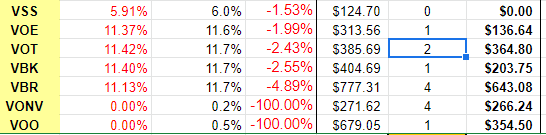 VSS 5.91% 6.0% -1.53% $124.70 0 $0.00
VOE 11.37% 11.6% -1.99% $313.56 1 $136.64
VOT 11.42% 11.7% -2.43% $385.69 2 $364.80
VBK 11.40% 11.7% -2.55% $404.69 1 $203.75
VBR 11.13% 11.7% -4.89% $777.31 4 $643.08
VONV 0.00% 0.2% -100.00% $271.62 4 $266.24
VOO 0.00% 0.5% -100.00% $679.05 1 $354.50